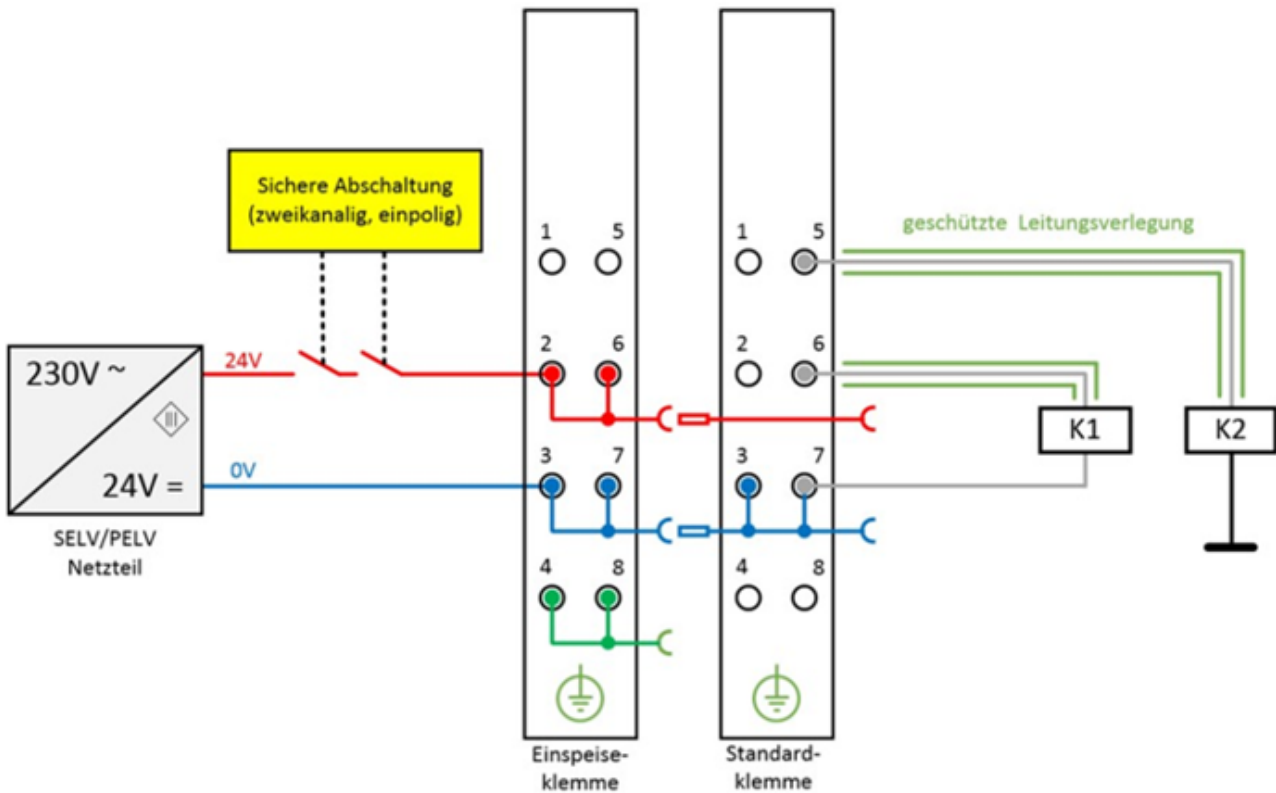 Sichere Abschaltung
(zweikanalig, einpolig)
geschützte Leitungsverlegung
1 5
1 5
230V ~
24V
2 6
2 6
K1
K2
III
24V =
0V
3 7
3 7
SELV/PELV
Netzteil
4 8
4 8
Einspeise-
klemme
Standard-
klemme